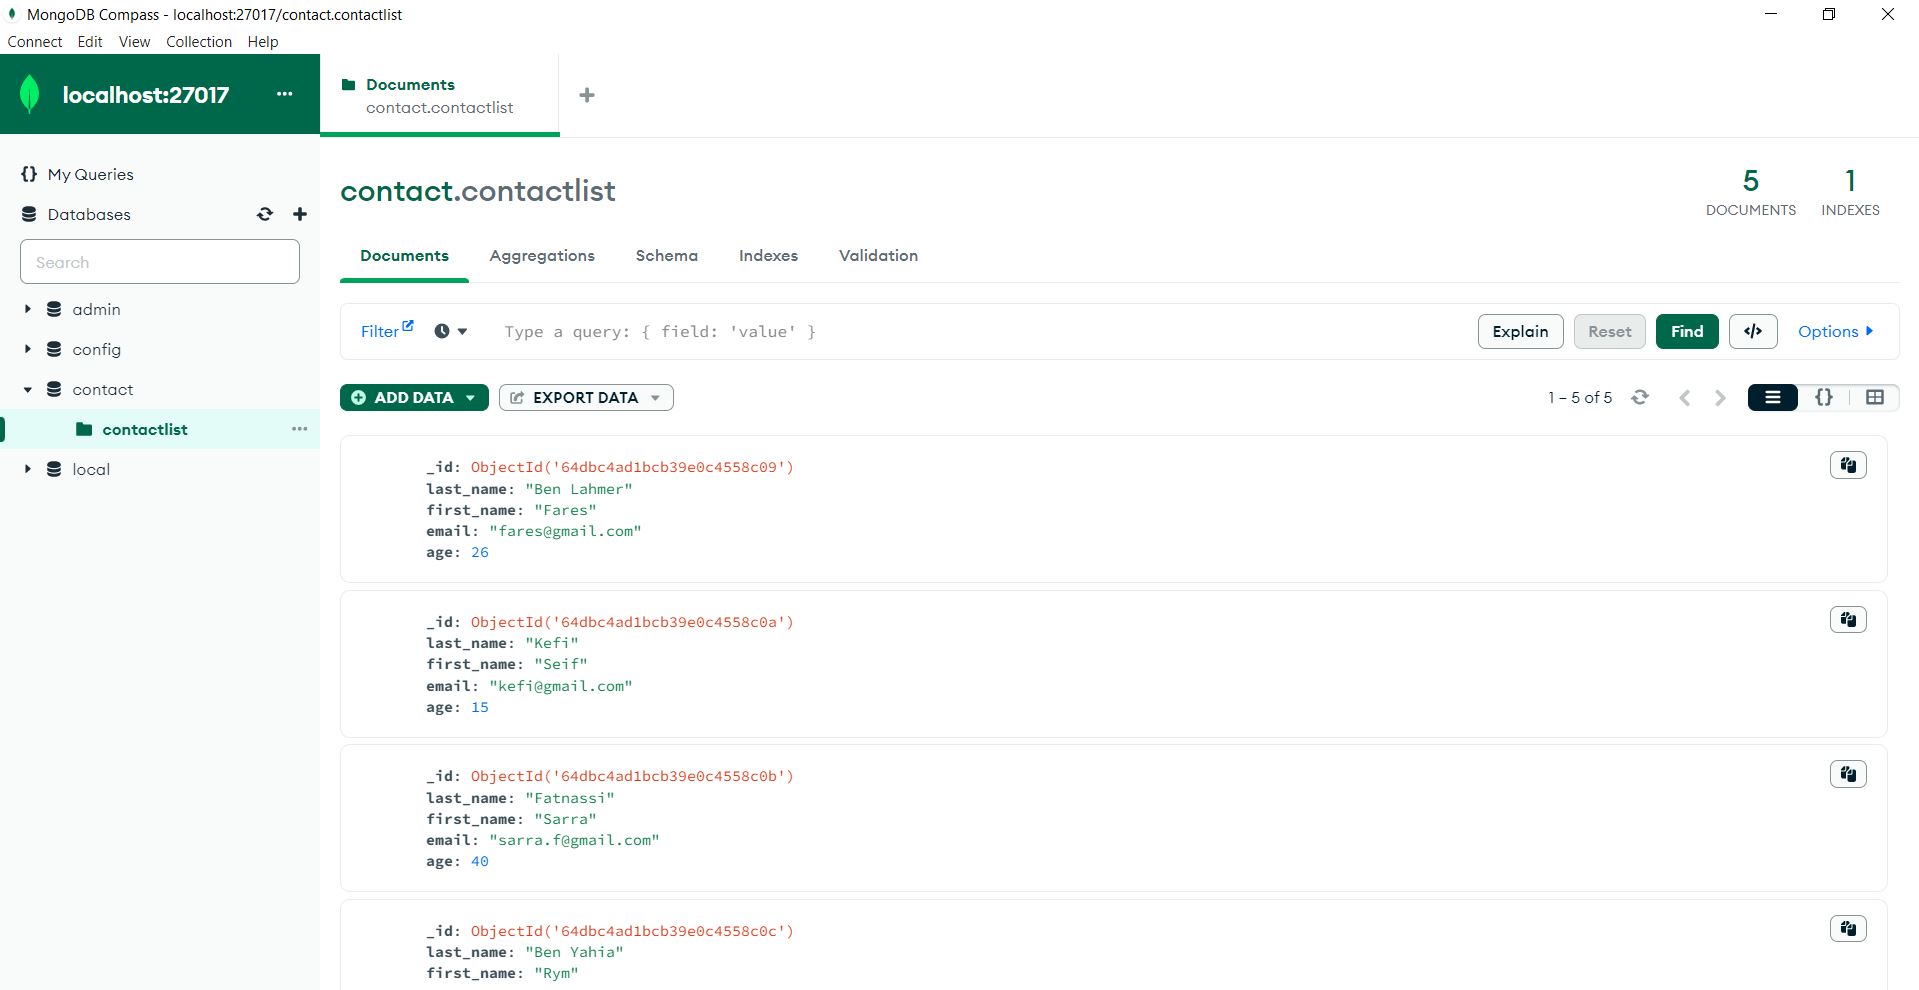 MongoDB Compass - localhost:27017/contact.contactlist
Connect Edit View Collection Help
localhost:27017 ...
Documents
contact.contactlist
{} My Queries
Databases
Search
admin
config
contact
contactlist ...
local
contact.contactlist
5
DOCUMENTS
1
INDEXES
Documents Aggregations Schema Indexes Validation
Filter Type a query: { field: 'value' } Explain Reset Find </> Options
ADD DATA EXPORT DATA 1 – 5 of 5 {}
_id: ObjectId('64dbc4ad1bcb39e0c4558c09')
last_name: "Ben Lahmer"
first_name: "Fares"
email: "fares@gmail.com"
age: 26
_id: ObjectId('64dbc4ad1bcb39e0c4558c0a')
last_name: "Kefi"
first_name: "Seif"
email: "kefi@gmail.com"
age: 15
_id: ObjectId('64dbc4ad1bcb39e0c4558c0b')
last_name: "Fatnassi"
first_name: "Sarra"
email: "sarra.f@gmail.com"
age: 40
_id: ObjectId('64dbc4ad1bcb39e0c4558c0c')
last_name: "Ben Yahia"
first_name: "Rym"